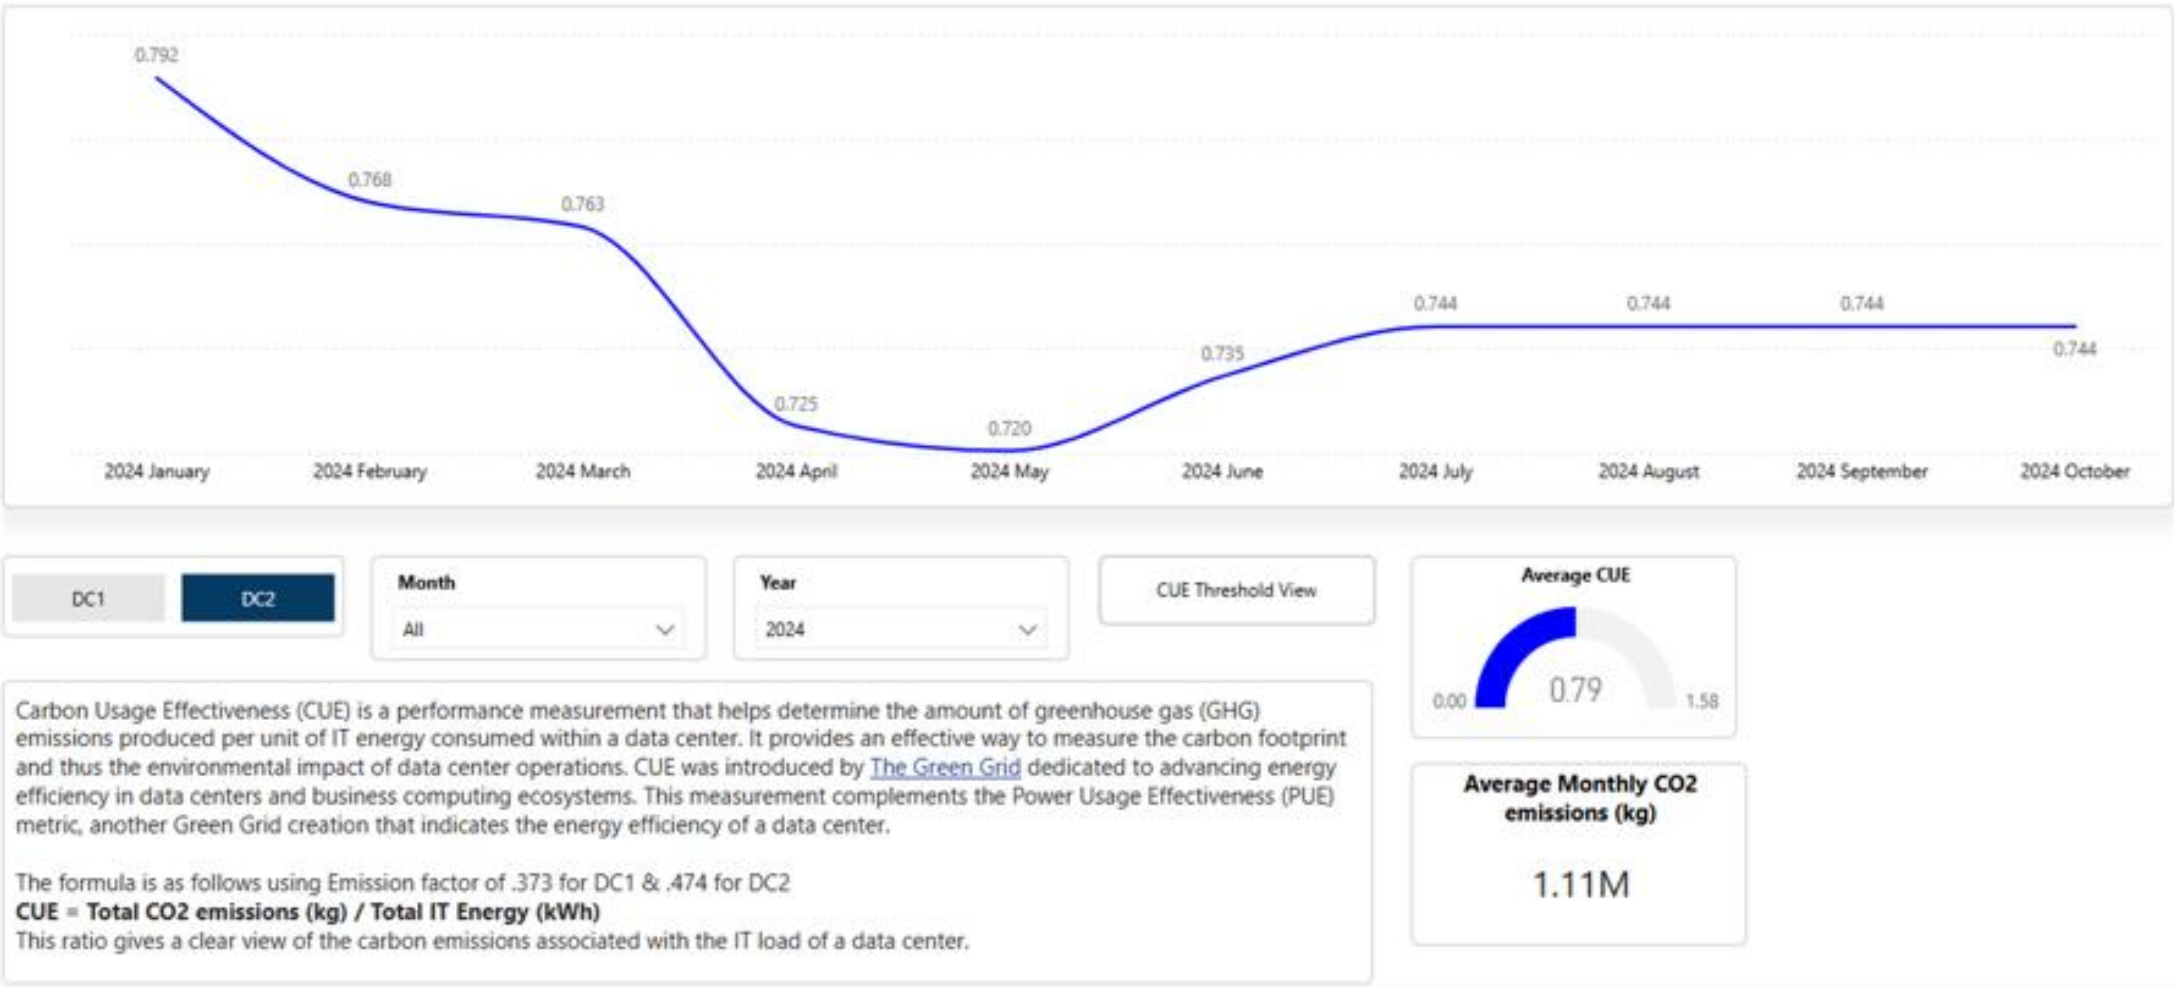 0.792
0.768
0.763
0.725
0.720
0.735
0.744
0.744
0.744
0.744
2024 January
2024 February
2024 March
2024 April
2024 May
2024 June
2024 July
2024 August
2024 September
2024 October
DC1
DC2
Month
All
Year
2024
CUE Threshold View
Average CUE
0.00
0.79
1.58
Carbon Usage Effectiveness (CUE) is a performance measurement that helps determine the amount of greenhouse gas (GHG)
emissions produced per unit of IT energy consumed within a data center. It provides an effective way to measure the carbon footprint
and thus the environmental impact of data center operations. CUE was introduced by The Green Grid dedicated to advancing energy
efficiency in data centers and business computing ecosystems. This measurement complements the Power Usage Effectiveness (PUE)
metric, another Green Grid creation that indicates the energy efficiency of a data center.
The formula is as follows using Emission factor of .373 for DC1 & .474 for DC2
CUE = Total CO2 emissions (kg) / Total IT Energy (kWh)
This ratio gives a clear view of the carbon emissions associated with the IT load of a data center.
Average Monthly CO2
emissions (kg)
1.11M